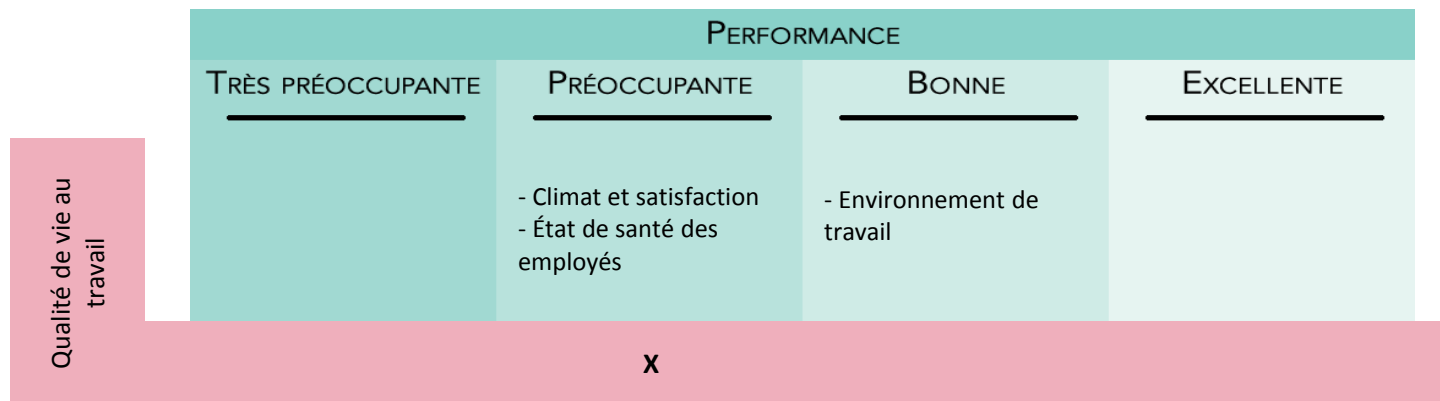 PERFORMANCE
TRÈS PRÉOCCUPANTE
PRÉOCCUPANTE
BONNE
EXCELLENTE
Qualité de vie au
travail
- Climat et satisfaction
- État de santé des
employés
- Environnement de
travail
X